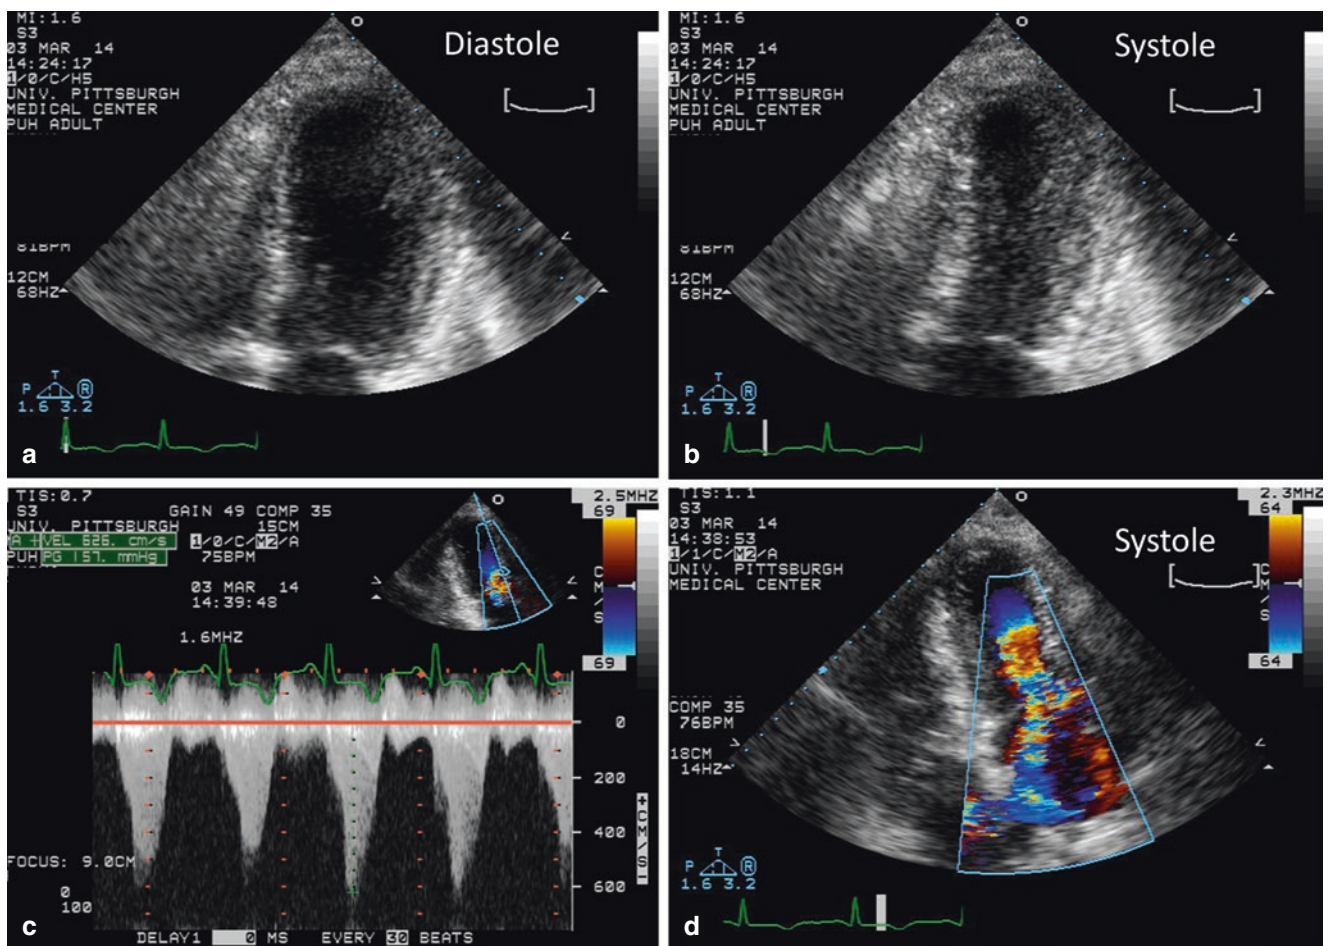 MI:1.6
S3
03 MAR 14
14:24:17
1/0/C/H5
UNIV. PITTSBURGH
MEDICAL CENTER
PUH ADULT
Diastole
81BPM
12CM
68HZ
P T R
1.6 3.2
a
MI:1.6
S3
03 MAR 14
14:24:17
1/0/C/H5
UNIV. PITTSBURGH
MEDICAL CENTER
PUH ADULT
Systole
81BPM
12CM
68HZ
P T R
1.6 3.2
b
TIS:0.7
S3
GAIN 49 COMP 35
UNIV. PITTSBURGH
15CM
A + VEL 626. cm/s
1/0/C/M2/A
PUH PG 157. mmHg
75BPM
03 MAR 14
14:39:48
1.6MHZ
2.5MHZ
69
CM/S
69
0
200
400
600
+CM/S-
FOCUS: 9.0CM
0
100
DELAY1 0 MS EVERY 30 BEATS
c
TIS:1.1
S3
03 MAR 14
14:38:53
1/1/C/M2/A
UNIV. PITTSBURGH
MEDICAL CENTER
Systole
2.3MHZ
64
CM/S
64
COMP 35
76BPM
18CM
14HZ
P T R
1.6 3.2
d